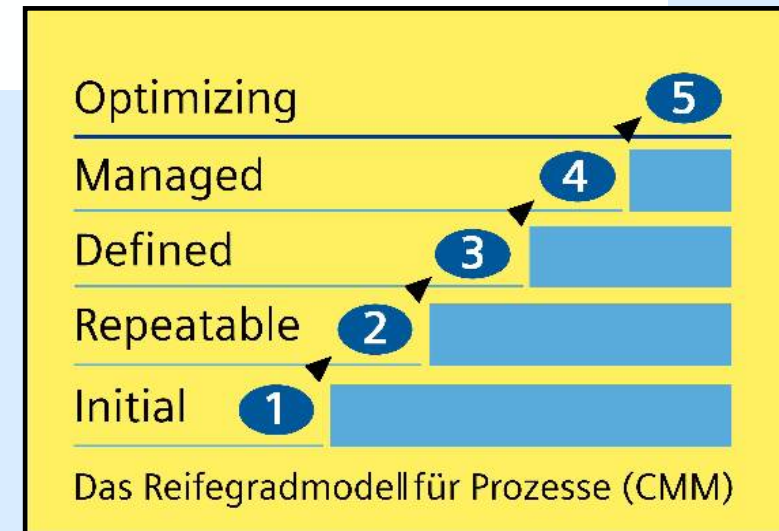 Optimizing 5
Managed 4
Defined 3
Repeatable 2
Initial 1
Das Reifegradmodell für Prozesse (CMM)